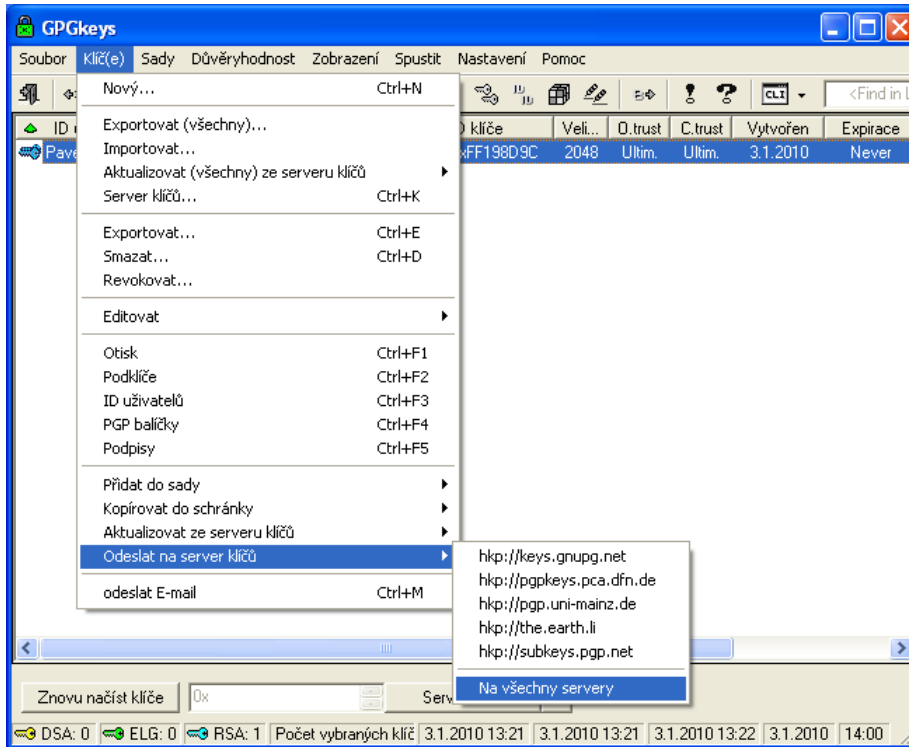 GPGkeys
Soubor Klíč(e) Sady Důvěryhodnost Zobrazení Spustit Nastavení Pomoc
CLI <Find in
ID klíče Veli... O.trust C.trust Vytvořen Expirace
Pave FF198D9C 2048 Ultim. Ultim. 3.1.2010 Never
Nový... Ctrl+N
Exportovat (všechny)...
Importovat...
Aktualizovat (všechny) ze serveru klíčů
Server klíčů... Ctrl+K
Exportovat... Ctrl+E
Smazat... Ctrl+D
Revokovat...
Editovat
Otisk Ctrl+F1
Podklíče Ctrl+F2
ID uživatelů Ctrl+F3
PGP balíčky Ctrl+F4
Podpisy Ctrl+F5
Přidat do sady
Kopírovat do schránky
Aktualizovat ze serveru klíčů
Odeslat na server klíčů
odeslat E-mail Ctrl+M
hkp://keys.gnupg.net
hkp://pgpkeys.pca.dfn.de
hkp://pgp.uni-mainz.de
hkp://the.earth.li
hkp://subkeys.pgp.net
Na všechny servery
Znovu načíst klíče 0x Serv
DSA: 0 ELG: 0 RSA: 1 Počet vybraných klíč 3.1.2010 13:21 3.1.2010 13:21 3.1.2010 13:22 3.1.2010 14:00